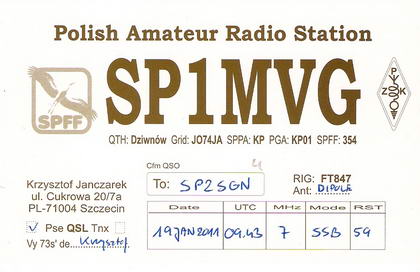 Polish Amateur Radio Station
SP1MVG
SPFF
PZK
QTH: Dziwnów Grid: JO74JA SPPA: KP PGA: KP01 SPFF: 354
Cfm QSO
Krzysztof Janczarek
ul. Cukrowa 20/7a
PL-71004 Szczecin
To: SP2SGN
RIG: FT847
Ant: DIPOLE
Date UTC MHz Mode RST
19 JAN 2011 09.43 7 SSB 59
Pse QSL Tnx
Vy 73s' de Krzysztof